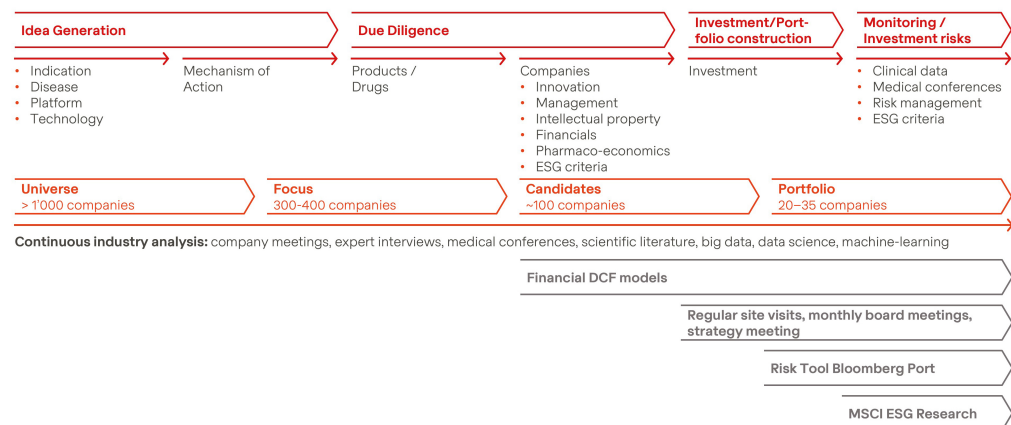 Idea Generation
Due Diligence
Investment/Port-
folio construction
Monitoring /
Investment risks
• Indication
• Disease
• Platform
• Technology
Mechanism of
Action
Products /
Drugs
Companies
• Innovation
• Management
• Intellectual property
• Financials
• Pharmaco-economics
• ESG criteria
Investment
• Clinical data
• Medical conferences
• Risk management
• ESG criteria
Universe
> 1’000 companies
Focus
300-400 companies
Candidates
~100 companies
Portfolio
20–35 companies
Continuous industry analysis: company meetings, expert interviews, medical conferences, scientific literature, big data, data science, machine-learning
Financial DCF models
Regular site visits, monthly board meetings,
strategy meeting
Risk Tool Bloomberg Port
MSCI ESG Research